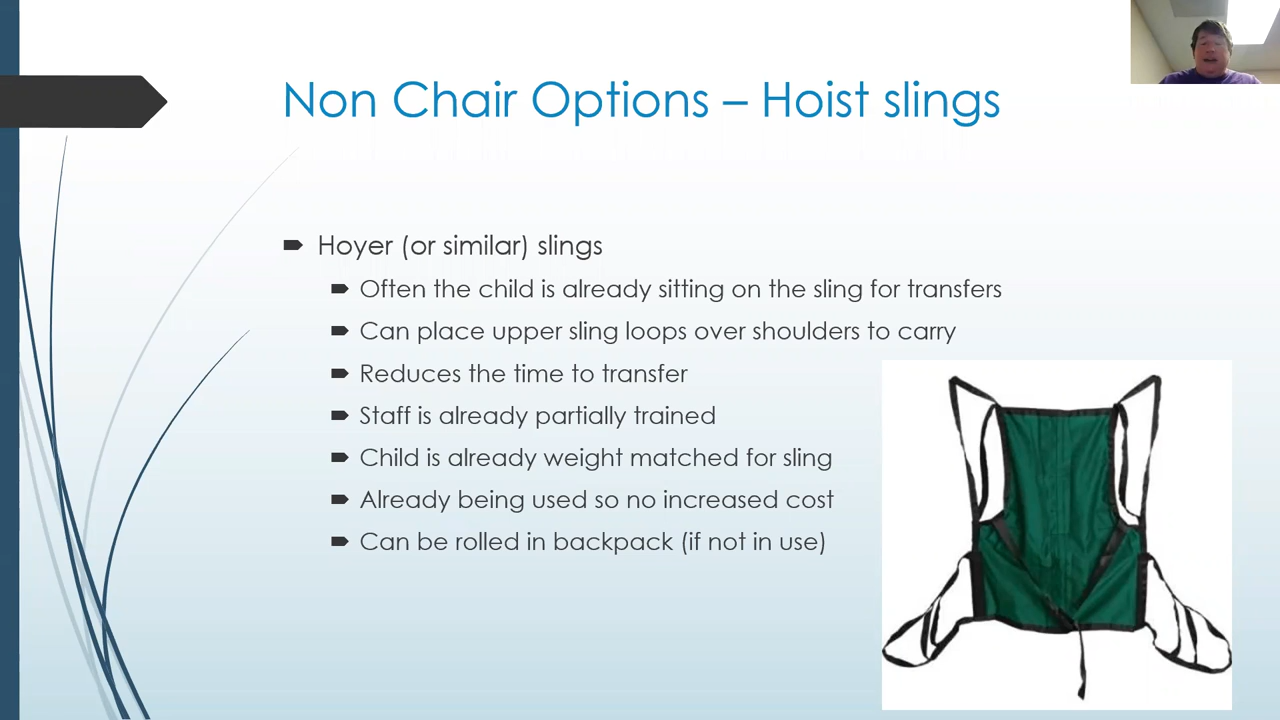 Non Chair Options – Hoist slings
Hoyer (or similar) slings
Often the child is already sitting on the sling for transfers
Can place upper sling loops over shoulders to carry
Reduces the time to transfer
Staff is already partially trained
Child is already weight matched for sling
Already being used so no increased cost
Can be rolled in backpack (if not in use)